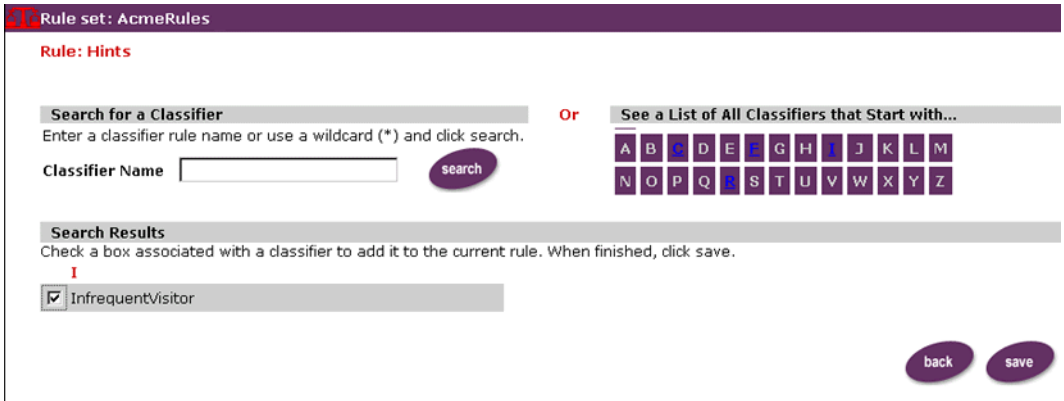 Rule set: AcmeRules
Rule: Hints
Search for a Classifier
Or
See a List of All Classifiers that Start with...
Enter a classifier rule name or use a wildcard (*) and click search.
A B C D E F G H I J K L M
Classifier Name
search
N O P Q R S T U V W X Y Z
Search Results
Check a box associated with a classifier to add it to the current rule. When finished, click save.
I
InfrequentVisitor
back
save